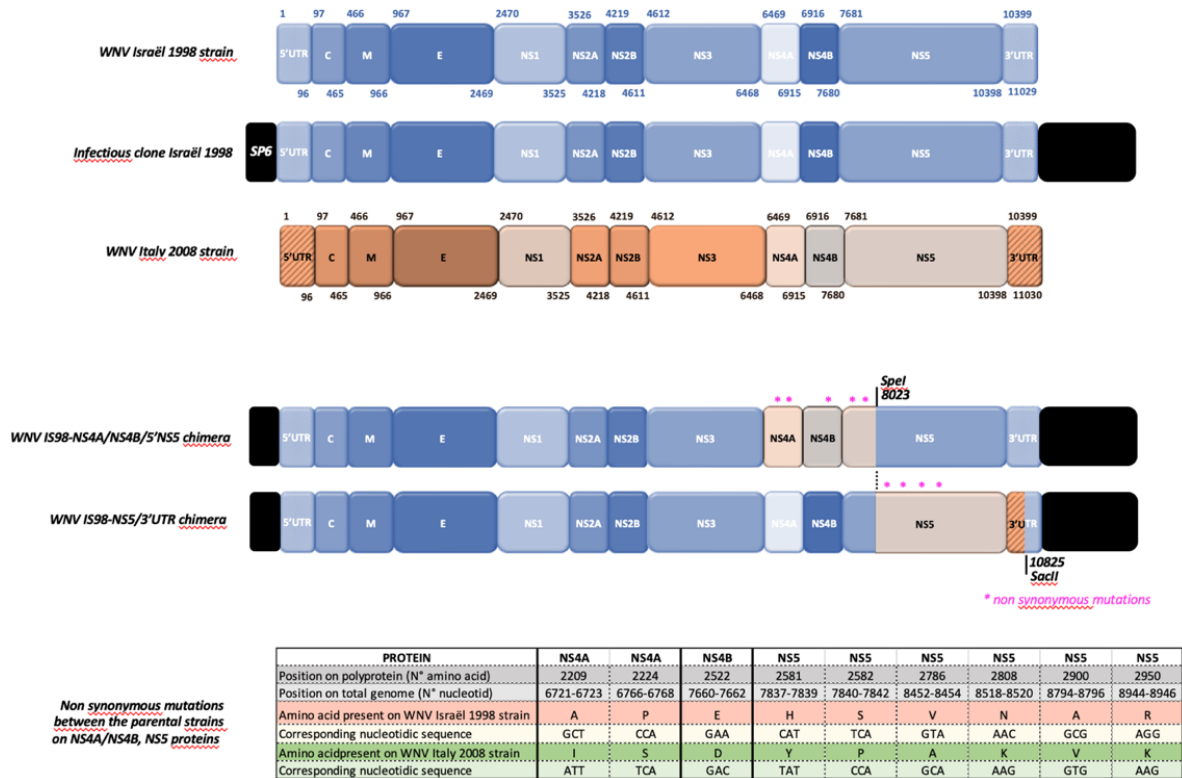 1 97 466 967 2470 3526 4219 4612 6469 6916 7681 10399
WNV Israël 1998 strain
5'UTR C M E NS1 NS2A NS2B NS3 NS4A NS4B NS5 3'UTR
96 465 966 2469 3525 4218 4611 6468 6915 7680 10398 11029
Infectious clone Israël 1998
SP6 5'UTR C M E NS1 NS2A NS2B NS3 NS4A NS4B NS5 3'UTR
1 97 466 967 2470 3526 4219 4612 6469 6916 7681 10399
WNV Italy 2008 strain
5'UTR C M E NS1 NS2A NS2B NS3 NS4A NS4B NS5 3'UTR
96 465 966 2469 3525 4218 4611 6468 6915 7680 10398 11030
SpeI
* * * * * 8023
WNV IS98-NS4A/NS4B/5'NS5 chimera
5'UTR C M E NS1 NS2A NS2B NS3 NS4A NS4B NS5 3'UTR
* * * *
WNV IS98-NS5/3'UTR chimera
5'UTR C M E NS1 NS2A NS2B NS3 NS4A NS4B NS5 3'UTR
10825
SacII
* non synonymous mutations
Non synonymous mutations
between the parental strains
on NS4A/NS4B, NS5 proteins
PROTEIN NS4A NS4A NS4B NS5 NS5 NS5 NS5 NS5 NS5
Position on polyprotein (N° amino acid) 2209 2224 2522 2581 2582 2786 2808 2900 2950
Position on total genome (N° nucleotid) 6721-6723 6766-6768 7660-7662 7837-7839 7840-7842 8452-8454 8518-8520 8794-8796 8944-8946
Amino acid present on WNV Israël 1998 strain A P E H S V N A R
Corresponding nucleotidic sequence GCT CCA GAA CAT TCA GTA AAC GCG AGG
Amino acidpresent on WNV Italy 2008 strain I S D Y P A K V K
Corresponding nucleotidic sequence ATT TCA GAC TAT CCA GCA AAG GTG AAG